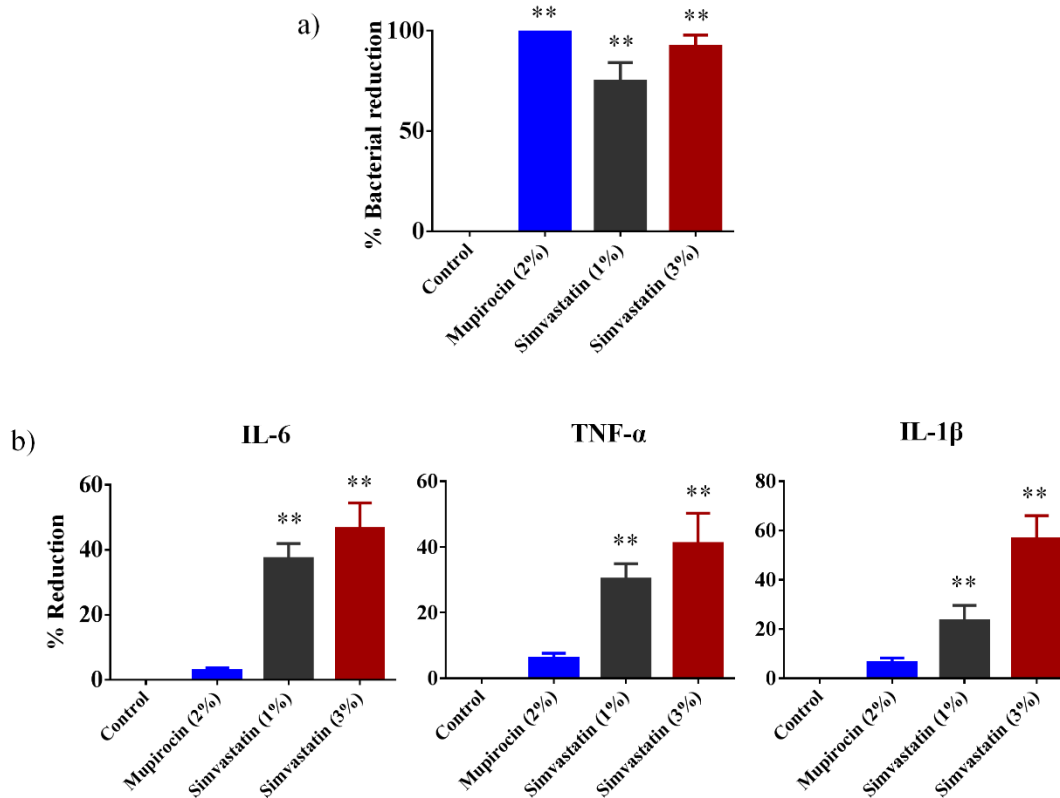 a)
% Bacterial reduction
100
50
0
**
**
**
Control
Mupirocin (2%)
Simvastatin (1%)
Simvastatin (3%)
b)
IL-6
% Reduction
60
40
20
0
**
**
Control
Mupirocin (2%)
Simvastatin (1%)
Simvastatin (3%)
TNF-α
60
40
20
0
**
**
Control
Mupirocin (2%)
Simvastatin (1%)
Simvastatin (3%)
IL-1β
80
60
40
20
0
**
**
Control
Mupirocin (2%)
Simvastatin (1%)
Simvastatin (3%)